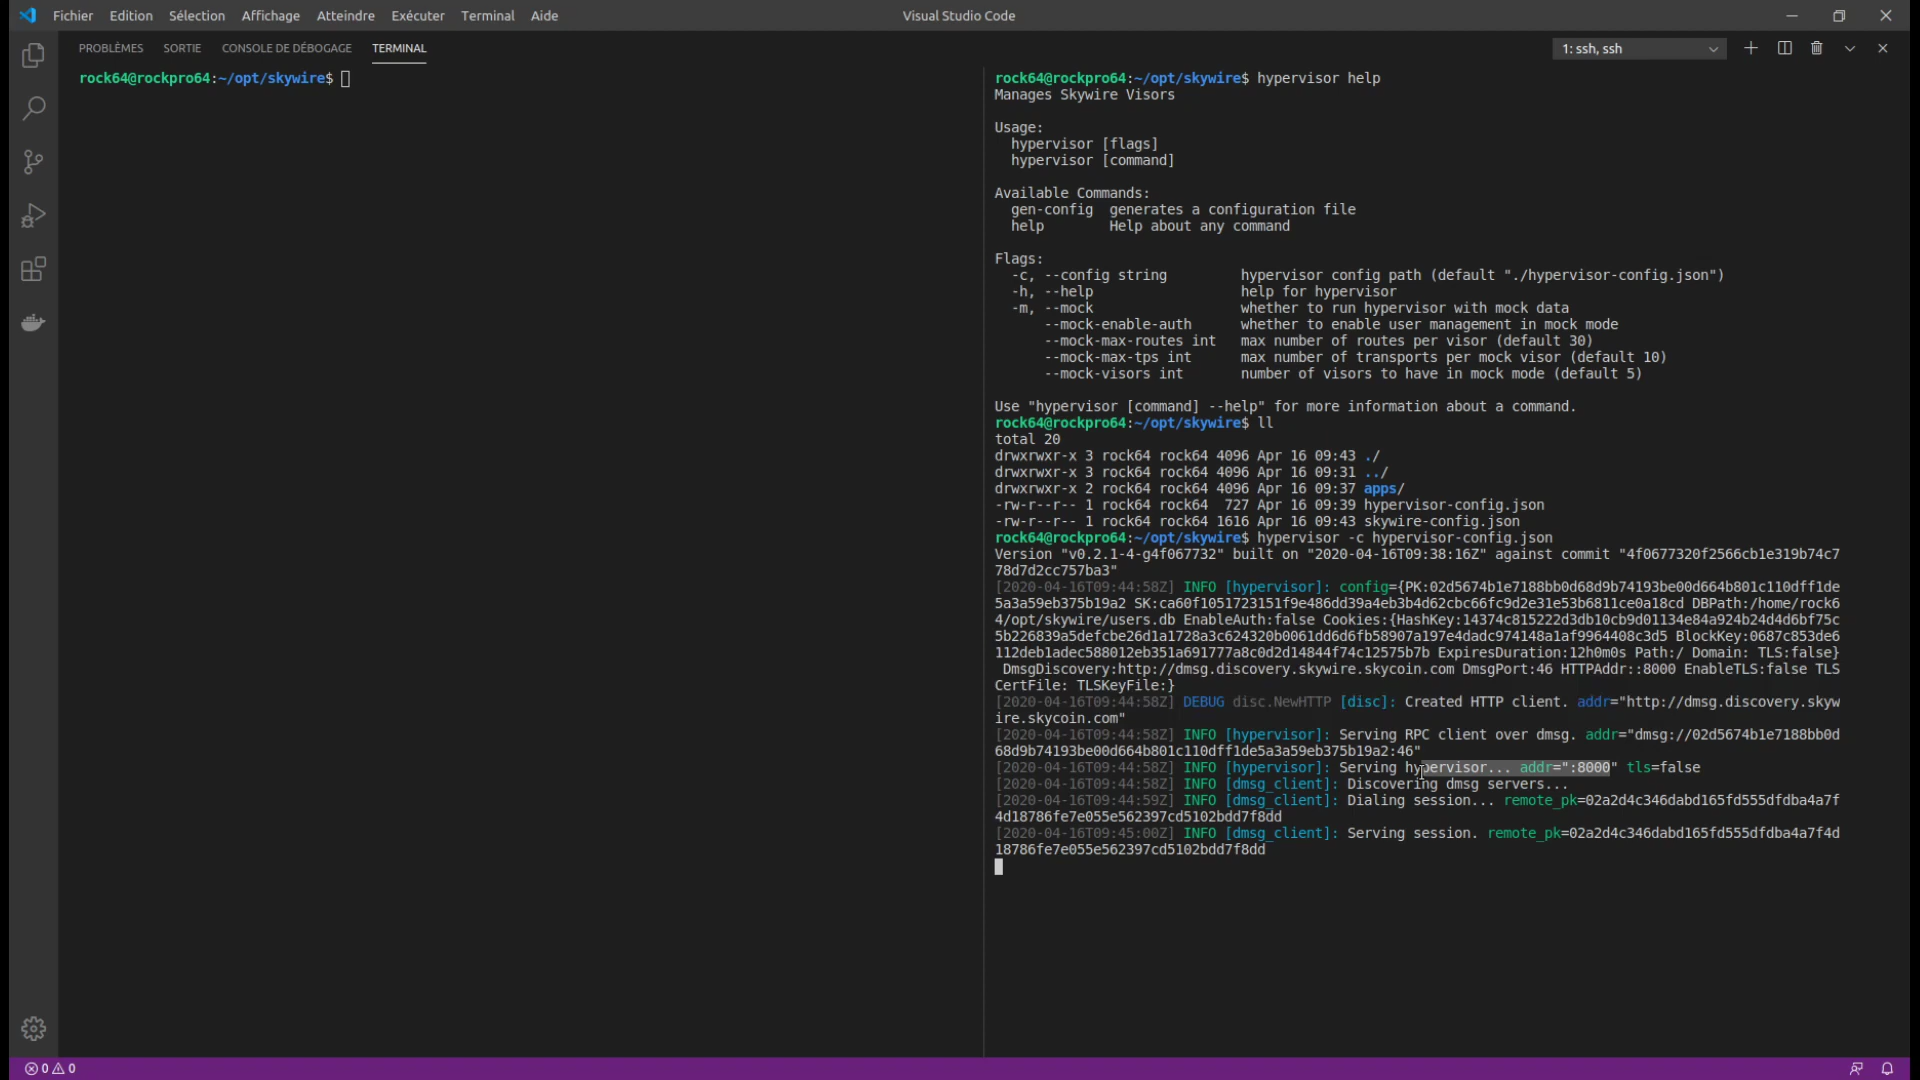 Fichier Edition Sélection Affichage Atteindre Exécuter Terminal Aide
Visual Studio Code
PROBLÈMES SORTIE CONSOLE DE DÉBOGAGE TERMINAL
1: ssh, ssh
rock64@rockpro64:~/opt/skywire$
rock64@rockpro64:~/opt/skywire$ hypervisor help
Manages Skywire Visors
Usage:
hypervisor [flags]
hypervisor [command]
Available Commands:
gen-config generates a configuration file
help Help about any command
Flags:
-c, --config string hypervisor config path (default "./hypervisor-config.json")
-h, --help help for hypervisor
-m, --mock whether to run hypervisor with mock data
--mock-enable-auth whether to enable user management in mock mode
--mock-max-routes int max number of routes per visor (default 30)
--mock-max-tps int max number of transports per mock visor (default 10)
--mock-visors int number of visors to have in mock mode (default 5)
Use "hypervisor [command] --help" for more information about a command.
rock64@rockpro64:~/opt/skywire$ ll
total 20
drwxrwxr-x 3 rock64 rock64 4096 Apr 16 09:43 ./
drwxrwxr-x 3 rock64 rock64 4096 Apr 16 09:31 ../
drwxrwxr-x 2 rock64 rock64 4096 Apr 16 09:37 apps/
-rw-r--r-- 1 rock64 rock64 727 Apr 16 09:39 hypervisor-config.json
-rw-r--r-- 1 rock64 rock64 1616 Apr 16 09:43 skywire-config.json
rock64@rockpro64:~/opt/skywire$ hypervisor -c hypervisor-config.json
Version "v0.2.1-4-g4f067732" built on "2020-04-16T09:38:16Z" against commit "4f0677320f2566cb1e319b74c7
78d7d2cc757ba3"
[2020-04-16T09:44:58Z] INFO [hypervisor]: config={PK:02d5674b1e7188bb0d68d9b74193be00d664b801c110dff1de
5a3a59eb375b19a2 SK:ca60f1051723151f9e486dd39a4eb3b4d62cbc66fc9d2e31e53b6811ce0a18cd DBPath:/home/rock6
4/opt/skywire/users.db EnableAuth:false Cookies:{HashKey:14374c815222d3db10cb9d01134e84a924b24d4d6bf75c
5b226839a5defcbe26d1a1728a3c624320b0061dd6d6fb58907a197e4dadc974148a1af9964408c3d5 BlockKey:0687c853de6
112deb1adec588012eb351a691777a8c0d2d14844f74c12575b7b ExpiresDuration:12h0m0s Path:/ Domain: TLS:false}
DmsgDiscovery:http://dmsg.discovery.skywire.skycoin.com DmsgPort:46 HTTPAddr::8000 EnableTLS:false TLS
CertFile: TLSKeyFile:}
[2020-04-16T09:44:58Z] DEBUG disc.NewHTTP [disc]: Created HTTP client. addr="http://dmsg.discovery.skyw
ire.skycoin.com"
[2020-04-16T09:44:58Z] INFO [hypervisor]: Serving RPC client over dmsg. addr="dmsg://02d5674b1e7188bb0d
68d9b74193be00d664b801c110dff1de5a3a59eb375b19a2:46"
[2020-04-16T09:44:58Z] INFO [hypervisor]: Serving hypervisor... addr=":8000" tls=false
[2020-04-16T09:44:58Z] INFO [dmsg_client]: Discovering dmsg servers...
[2020-04-16T09:44:59Z] INFO [dmsg_client]: Dialing session... remote_pk=02a2d4c346dabd165fd555dfdba4a7f
4d18786fe7e055e562397cd5102bdd7f8dd
[2020-04-16T09:45:00Z] INFO [dmsg_client]: Serving session. remote_pk=02a2d4c346dabd165fd555dfdba4a7f4d
18786fe7e055e562397cd5102bdd7f8dd
0 0